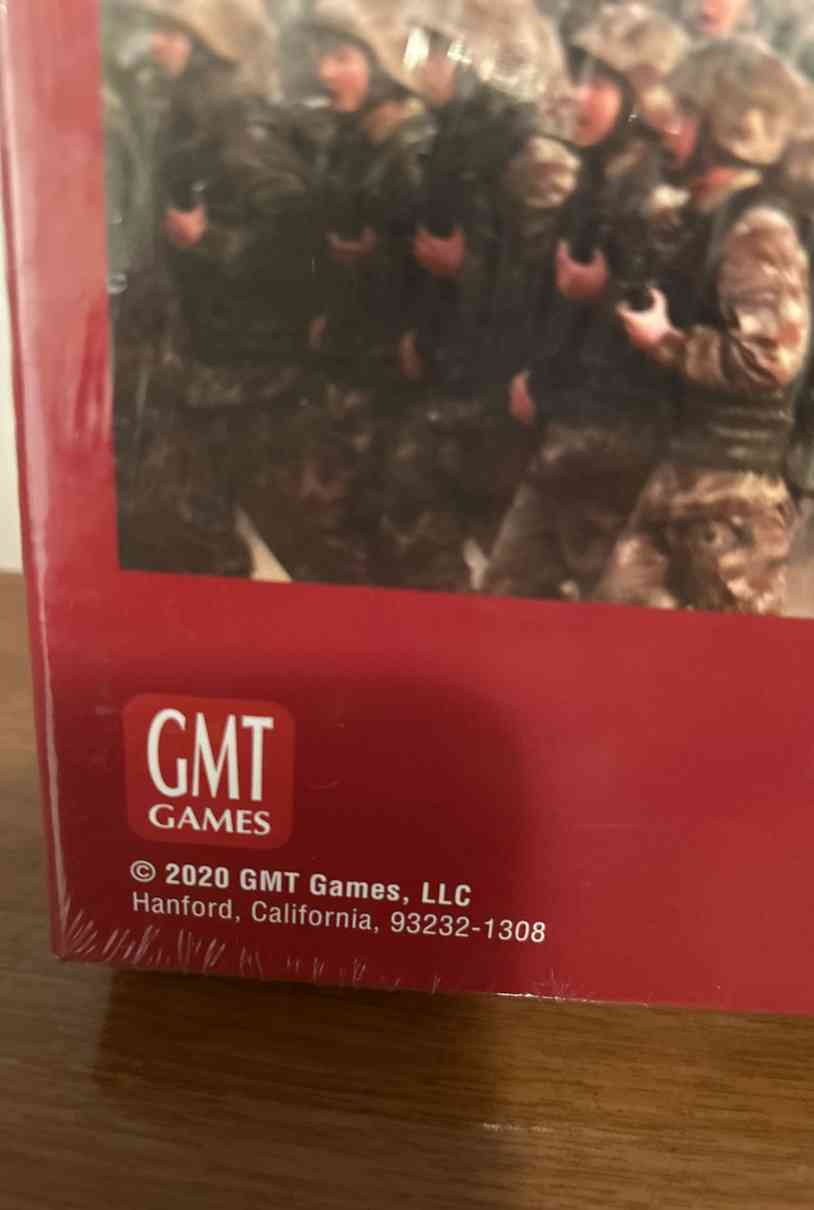 GMT
GAMES
© 2020 GMT Games, LLC
Hanford, California, 93232-1308